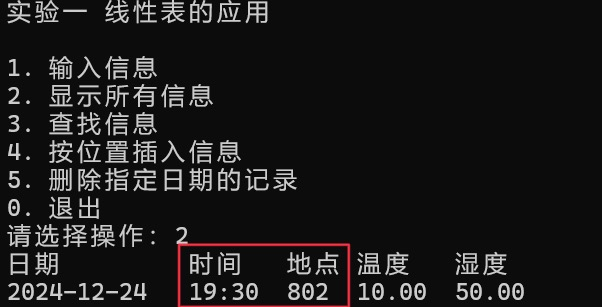 实验一 线性表的应用
1. 输入信息
2. 显示所有信息
3. 查找信息
4. 按位置插入信息
5. 删除指定日期的记录
0. 退出
请选择操作: 2
日期 时间 地点 温度 湿度
2024-12-24 19:30 802 10.00 50.00